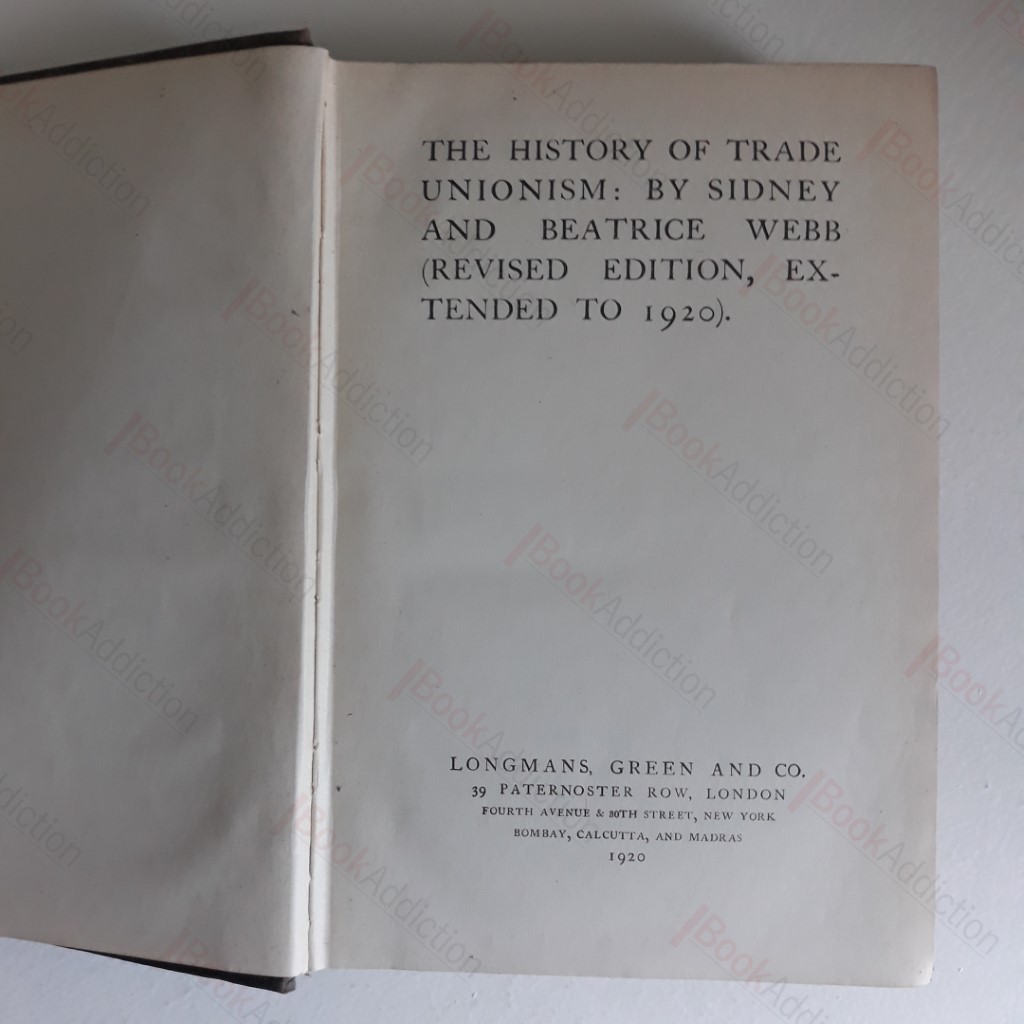 THE HISTORY OF TRADE
UNIONISM: BY SIDNEY
AND BEATRICE WEBB
(REVISED EDITION, EX-
TENDED TO 1920).
LONGMANS, GREEN AND CO.
39 PATERNOSTER ROW, LONDON
FOURTH AVENUE & 30TH STREET, NEW YORK
BOMBAY, CALCUTTA, AND MADRAS
1920
BookAddiction